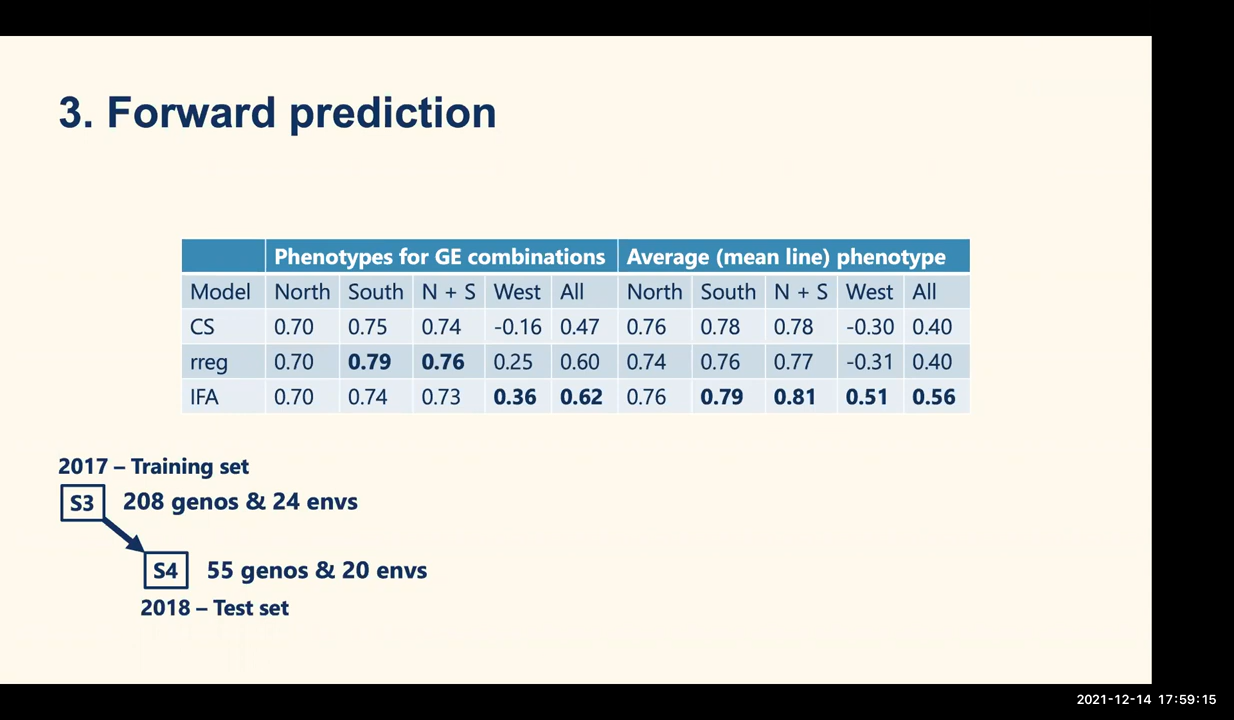 3. Forward prediction
Phenotypes for GE combinations Average (mean line) phenotype
Model North South N + S West All North South N + S West All
CS 0.70 0.75 0.74 -0.16 0.47 0.76 0.78 0.78 -0.30 0.40
rreg 0.70 0.79 0.76 0.25 0.60 0.74 0.76 0.77 -0.31 0.40
IFA 0.70 0.74 0.73 0.36 0.62 0.76 0.79 0.81 0.51 0.56
2017 – Training set
S3 208 genos & 24 envs
S4 55 genos & 20 envs
2018 – Test set
2021-12-14 17:59:15